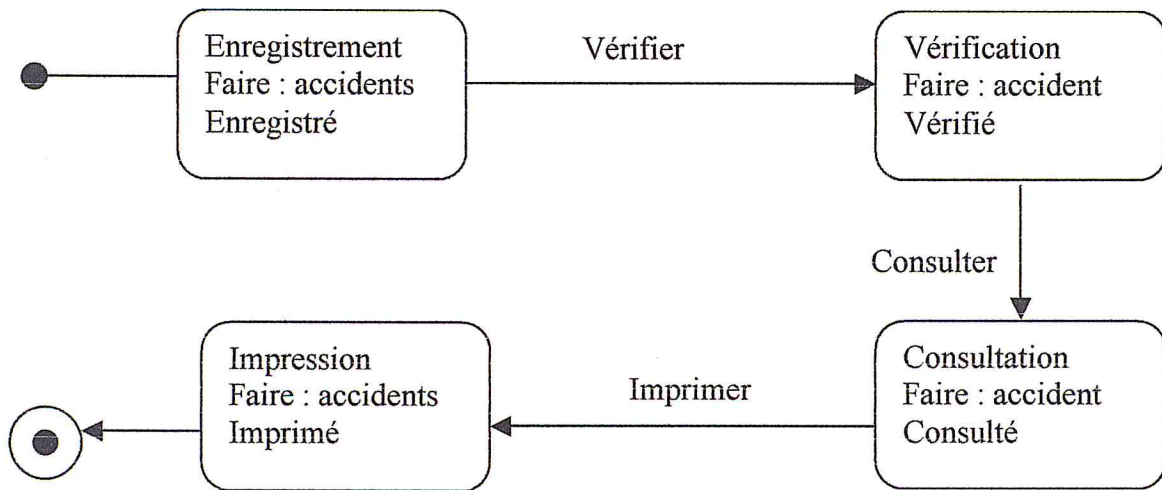 Enregistrement
Faire : accidents
Enregistré
Vérifier
Vérification
Faire : accident
Vérifié
Consulter
Consultation
Faire : accident
Consulté
Imprimer
Impression
Faire : accidents
Imprimé